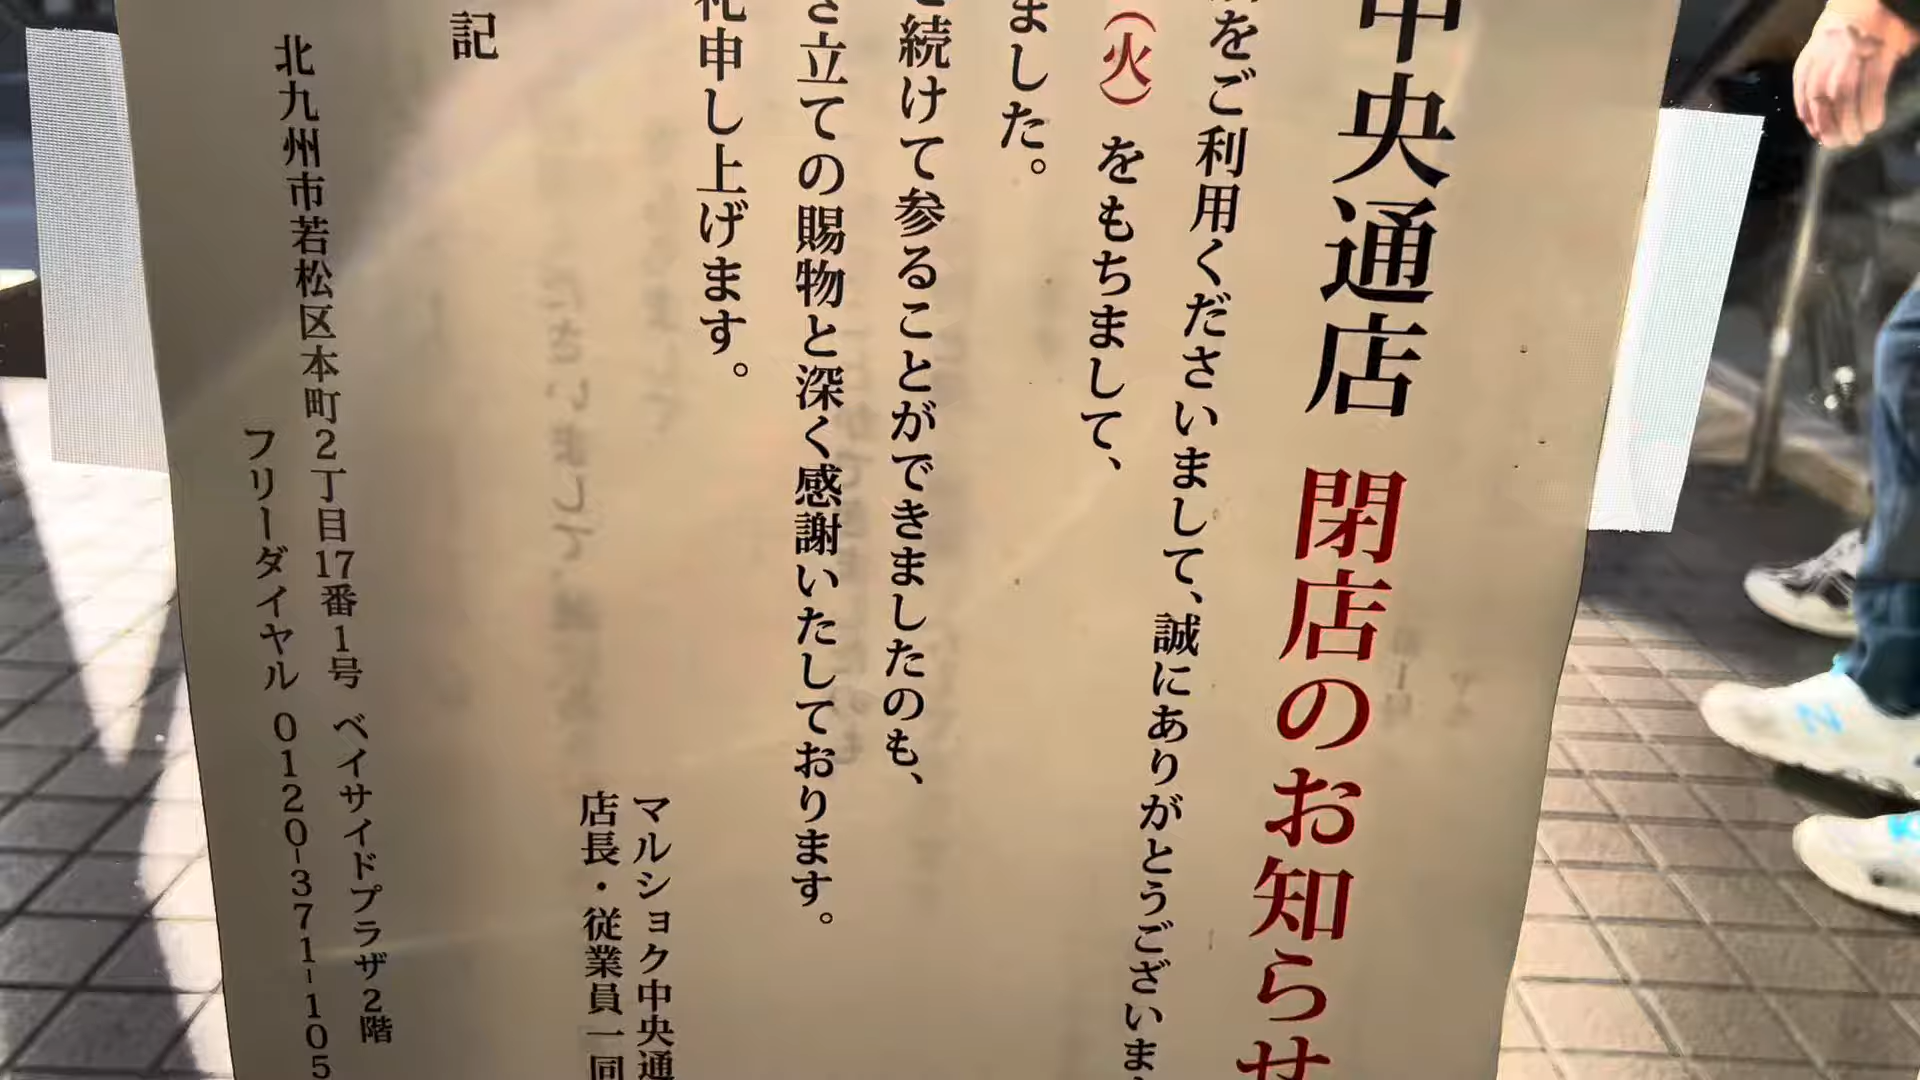 中央通店 閉店のお知らせ
をご利用くださいまして、誠にありがとうございま
（火）をもちまして、
ました。
続けて参ることができましたのも、
き立ての賜物と深く感謝いたしております。
礼申し上げます。
マルショク中央通
店長・従業員一同
記
北九州市若松区本町2丁目17番1号 ベイサイドプラザ2階
フリーダイヤル 0120-371-105